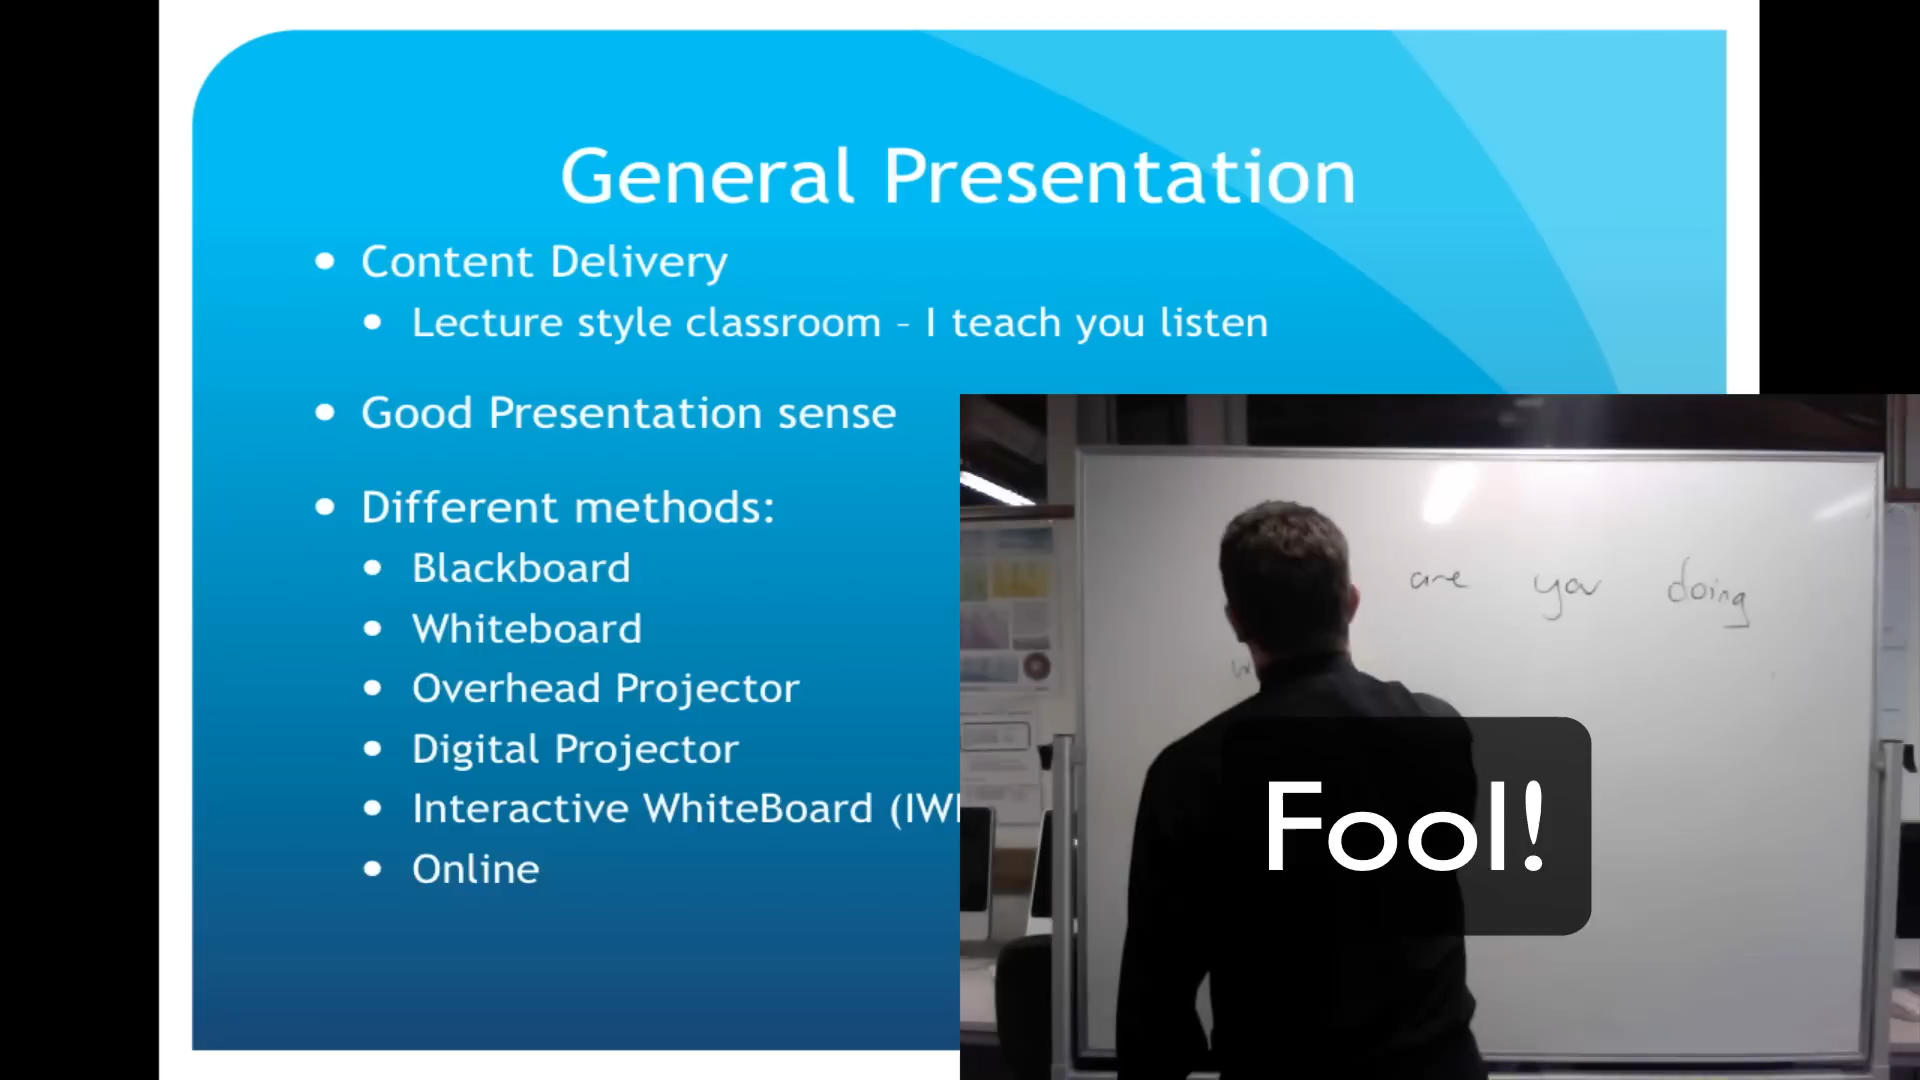 General Presentation
Content Delivery
Lecture style classroom – I teach you listen
Good Presentation sense
Different methods:
Blackboard
Whiteboard
Overhead Projector
Digital Projector
Interactive WhiteBoard (IW
Online
are you doing
Fool!